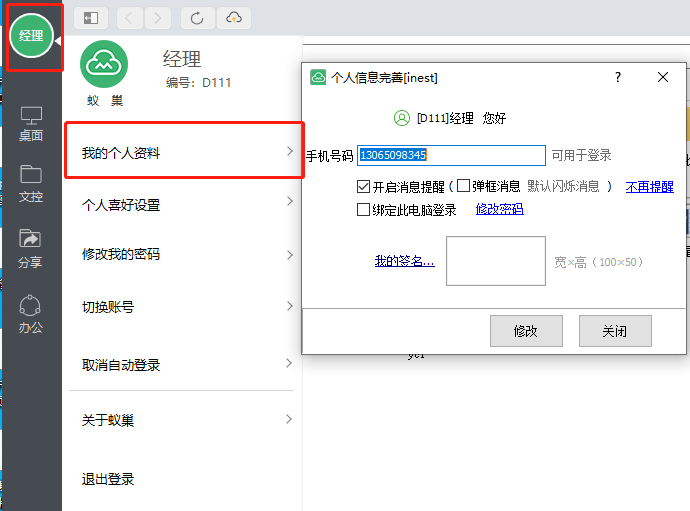 经理
桌面
文控
分享
办公
经理
编号: D111
蚁 巢
我的个人资料
个人喜好设置
修改我的密码
切换账号
取消自动登录
关于蚁巢
退出登录
个人信息完善[inest]
?
[D111]经理 您好
手机号码 13065098345 可用于登录
开启消息提醒 ( 弹框消息 默认闪烁消息 ) 不再提醒
绑定此电脑登录 修改密码
我的签名... 宽×高 (100×50)
修改 关闭